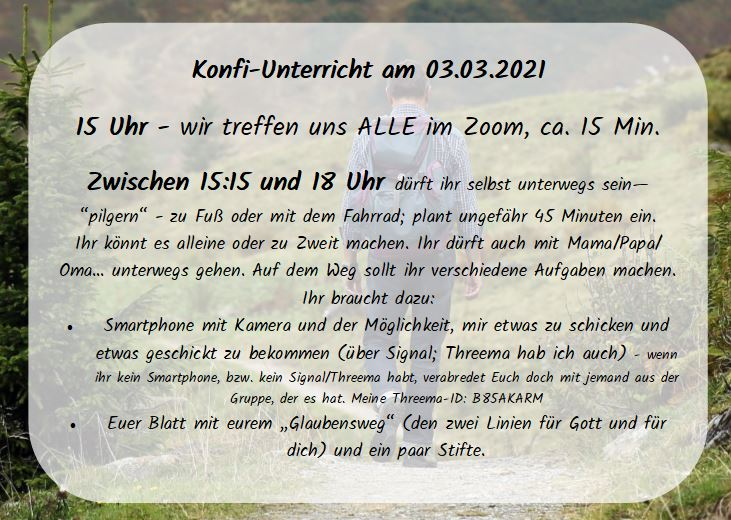 Konfi-Unterricht am 03.03.2021
15 Uhr - wir treffen uns ALLE im Zoom, ca. 15 Min.
Zwischen 15:15 und 18 Uhr dürft ihr selbst unterwegs sein—
“pilgern“ - zu Fuß oder mit dem Fahrrad; plant ungefähr 45 Minuten ein.
Ihr könnt es alleine oder zu Zweit machen. Ihr dürft auch mit Mama/Papa/
Oma... unterwegs gehen. Auf dem Weg sollt ihr verschiedene Aufgaben machen.
Ihr braucht dazu:
• Smartphone mit Kamera und der Möglichkeit, mir etwas zu schicken und
etwas geschickt zu bekommen (über Signal; Threema hab ich auch) - wenn
ihr kein Smartphone, bzw. kein Signal/Threema habt, verabredet Euch doch mit jemand aus der
Gruppe, der es hat. Meine Threema-ID: B85AKARM
• Euer Blatt mit eurem „Glaubensweg“ (den zwei Linien für Gott und für
dich) und ein paar Stifte.